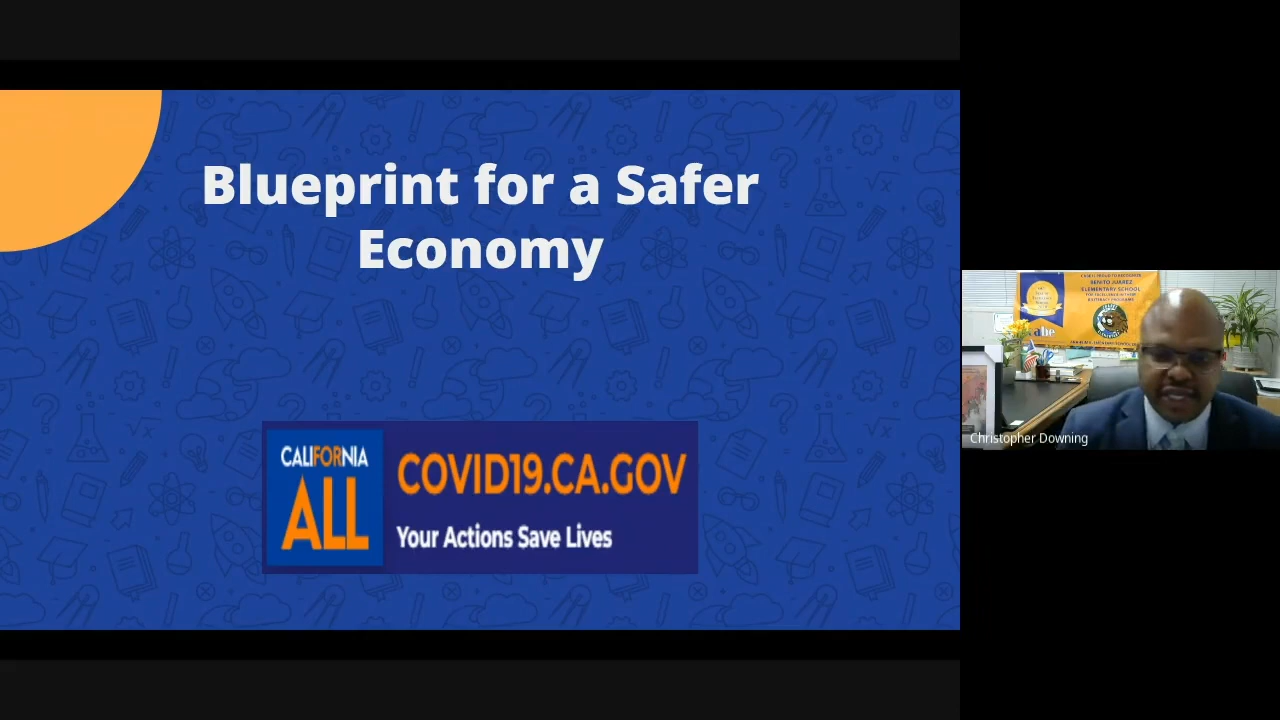 Blueprint for a Safer
Economy
CALIFORNIA
ALL
COVID19.CA.GOV
Your Actions Save Lives
BENITO JUAREZ
ELEMENTARY SCHOOL
abe
Christopher Downing